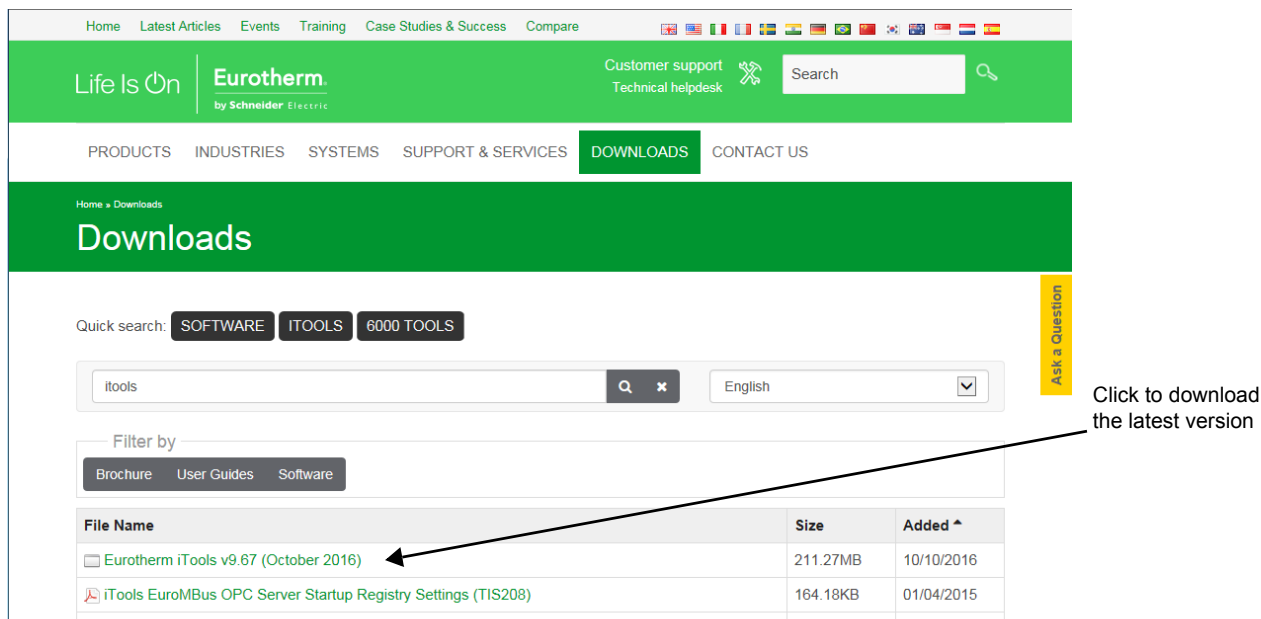 Home Latest Articles Events Training Case Studies & Success Compare
Life Is On
Eurotherm.
by Schneider Electric
Customer support
Technical helpdesk
Search
PRODUCTS INDUSTRIES SYSTEMS SUPPORT & SERVICES DOWNLOADS CONTACT US
Home » Downloads
Downloads
Ask a Question
Quick search: SOFTWARE ITOOLS 6000 TOOLS
itools English
Click to download
the latest version
Filter by
Brochure User Guides Software
File Name Size Added
Eurotherm iTools v9.67 (October 2016) 211.27MB 10/10/2016
iTools EuroMBus OPC Server Startup Registry Settings (TIS208) 164.18KB 01/04/2015